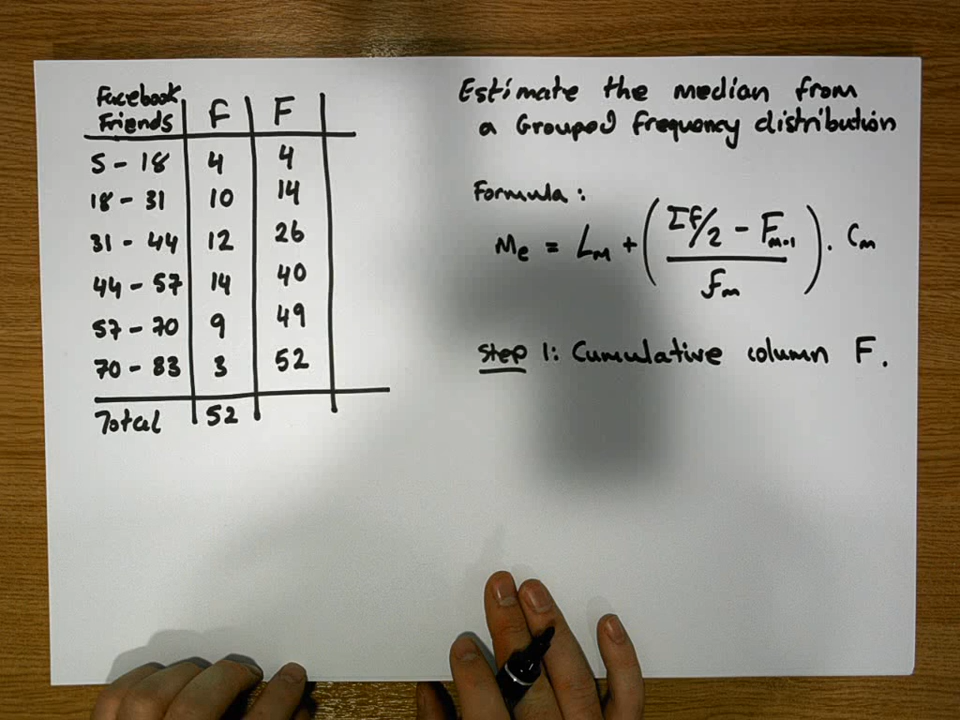 Facebook Friends F F
5 - 18 4 4
18 - 31 10 14
31 - 44 12 26
44 - 57 14 40
57 - 70 9 49
70 - 83 3 52
Total 52
Estimate the median from
a Grouped frequency distribution
Formula:
Me = Lm + ( (Σf/2 - Fm-1) / fm ) . Cm
Step 1: Cumulative column F.